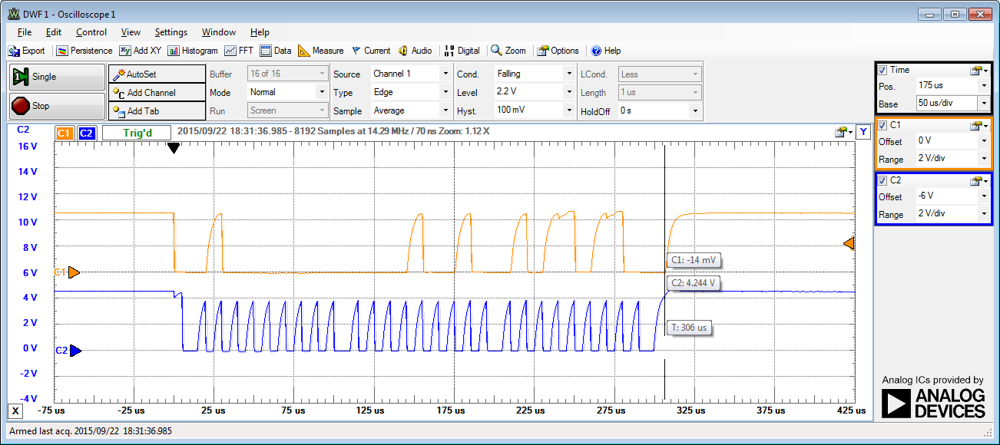 DWF 1 - Oscilloscope 1
File Edit Control View Settings Window Help
Export Persistence Add XY Histogram FFT Data Measure Current Audio Digital Zoom Options Help
Single
Stop
AutoSet
Add Channel
Add Tab
Buffer 16 of 16
Mode Normal
Run Screen
Source Channel 1
Type Edge
Sample Average
Cond. Falling
Level 2.2 V
Hyst. 100 mV
LCond. Less
Length 1 us
HoldOff 0 s
Time
Pos. 175 us
Base 50 us/div
C1
Offset 0 V
Range 2 V/div
C2
Offset -6 V
Range 2 V/div
C2 C1 C2 Trig'd 2015/09/22 18:31:36.985 - 8192 Samples at 14.29 MHz / 70 ns Zoom: 1.12 X Y
16 V
14 V
12 V
10 V
8 V
6 V
4 V
2 V
0 V
-2 V
-4 V
C1
C2
C1: -14 mV
C2: 4.244 V
T: 306 us
X -75 us -25 us 25 us 75 us 125 us 175 us 225 us 275 us 325 us 375 us 425 us
Analog ICs provided by
ANALOG
DEVICES
Armed last acq. 2015/09/22 18:31:36.985